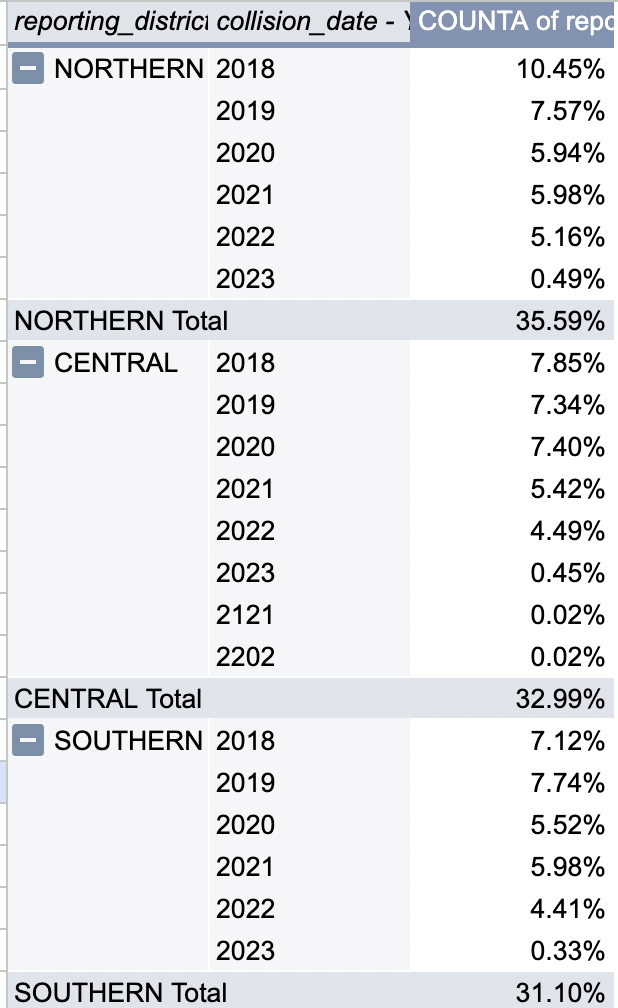 reporting_district collision_date - Y COUNTA of repo
NORTHERN 2018 10.45%
2019 7.57%
2020 5.94%
2021 5.98%
2022 5.16%
2023 0.49%
NORTHERN Total 35.59%
CENTRAL 2018 7.85%
2019 7.34%
2020 7.40%
2021 5.42%
2022 4.49%
2023 0.45%
2121 0.02%
2202 0.02%
CENTRAL Total 32.99%
SOUTHERN 2018 7.12%
2019 7.74%
2020 5.52%
2021 5.98%
2022 4.41%
2023 0.33%
SOUTHERN Total 31.10%